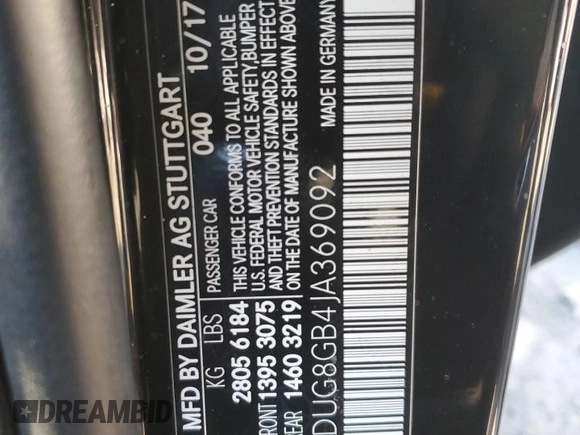 MFD BY DAIMLER AG STUTTGART
040 10/17
KG LBS PASSENGER CAR
2805 6184
FRONT 1395 3075
REAR 1460 3219
THIS VEHICLE CONFORMS TO ALL APPLICABLE
U.S. FEDERAL MOTOR VEHICLE SAFETY, BUMPER
AND THEFT PREVENTION STANDARDS IN EFFECT
ON THE DATE OF MANUFACTURE SHOWN ABOVE
DUG8GB4JA369092
MADE IN GERMANY
DREAMBID